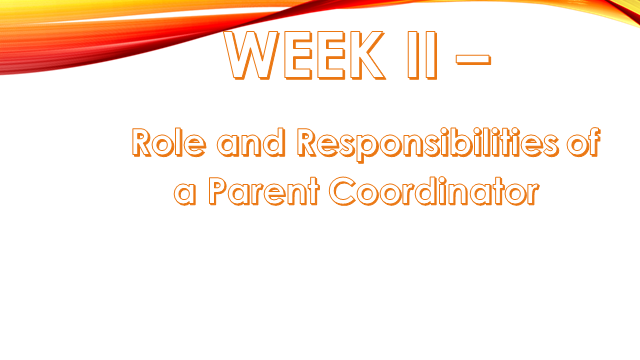 WEEK II –
Role and Responsibilities of
a Parent Coordinator